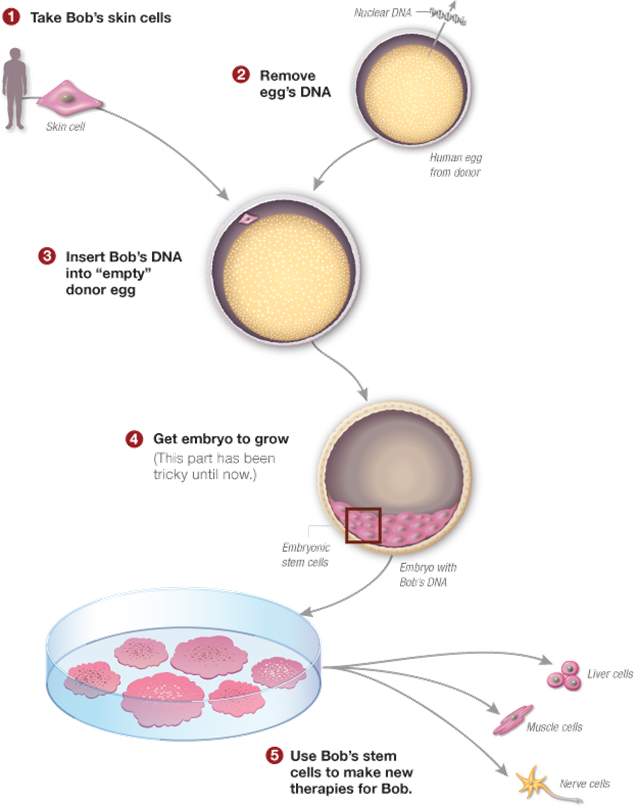 1 Take Bob's skin cells
Skin cell
Nuclear DNA
2 Remove
egg's DNA
Human egg
from donor
3 Insert Bob's DNA
into "empty"
donor egg
4 Get embryo to grow
(This part has been
tricky until now.)
Embryonic
stem cells
Embryo with
Bob's DNA
Liver cells
Muscle cells
Nerve cells
5 Use Bob's stem
cells to make new
therapies for Bob.